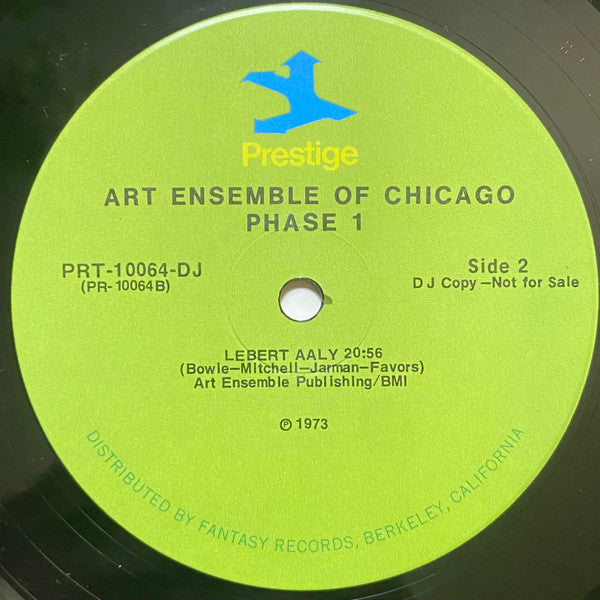 Prestige
ART ENSEMBLE OF CHICAGO
PHASE 1
PRT-10064-DJ
(PR-10064B)
Side 2
DJ Copy—Not for Sale
LEBERT AALY 20:56
(Bowie—Mitchell—Jarman—Favors)
Art Ensemble Publishing/BMI
℗ 1973
DISTRIBUTED BY FANTASY RECORDS, BERKELEY, CALIFORNIA